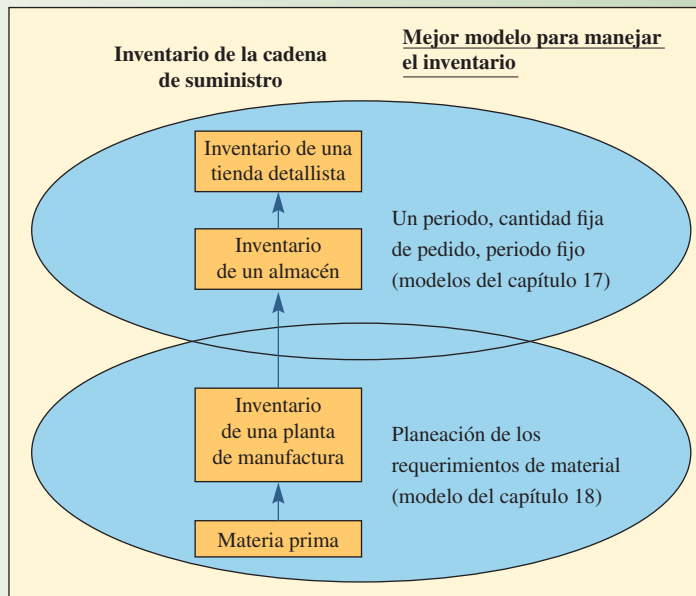 Inventario de la cadena
de suministro
Mejor modelo para manejar
el inventario
Inventario de una
tienda detallista
Inventario
de un almacén
Un periodo, cantidad fija
de pedido, periodo fijo
(modelos del capítulo 17)
Inventario
de una planta
de manufactura
Materia prima
Planeación de los
requerimientos de material
(modelo del capítulo 18)